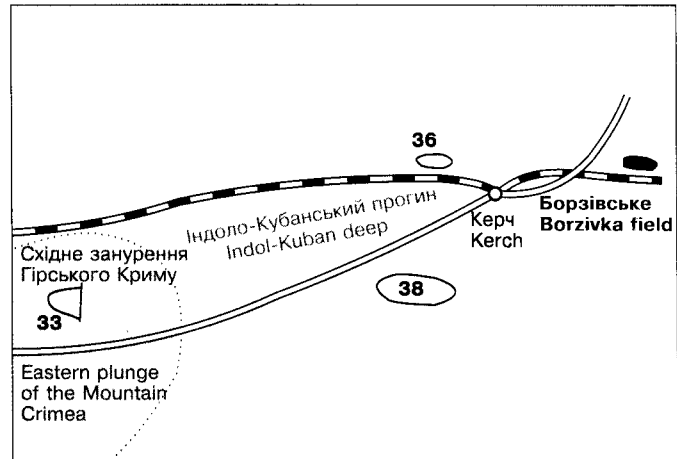 36
Індоло-Кубанський прогин
Indol-Kuban deep
Керч
Kerch
Борзівське
Borzivka field
Східне занурення
Гірського Криму
33
38
Eastern plunge
of the Mountain
Crimea